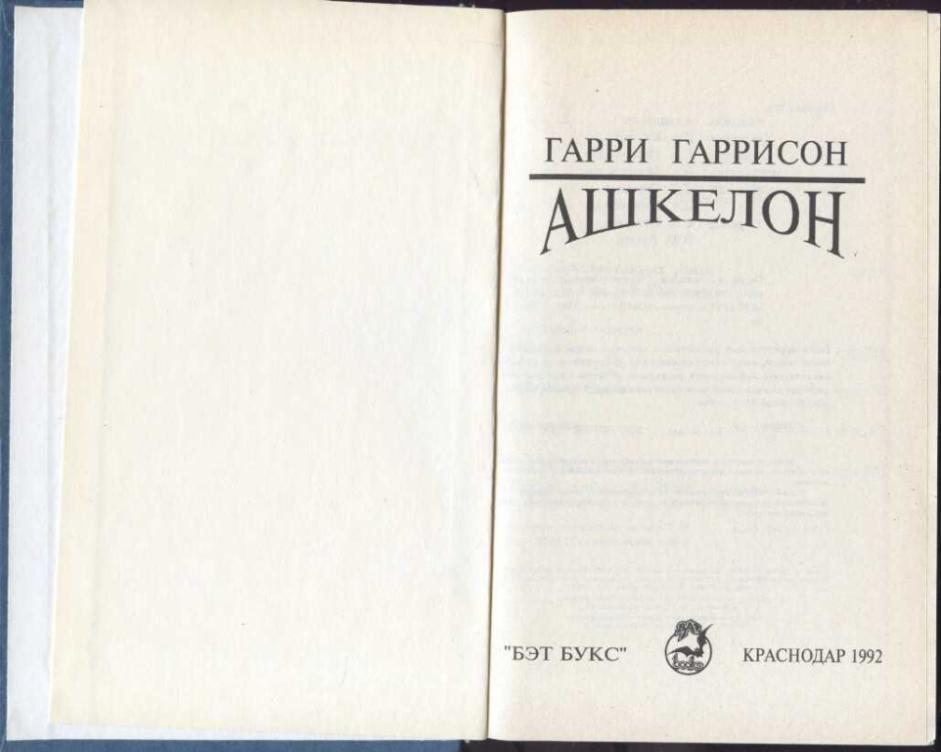 ГАРРИ ГАРРИСОН
АШКЕЛОН
"БЭТ БУКС"
КРАСНОДАР 1992